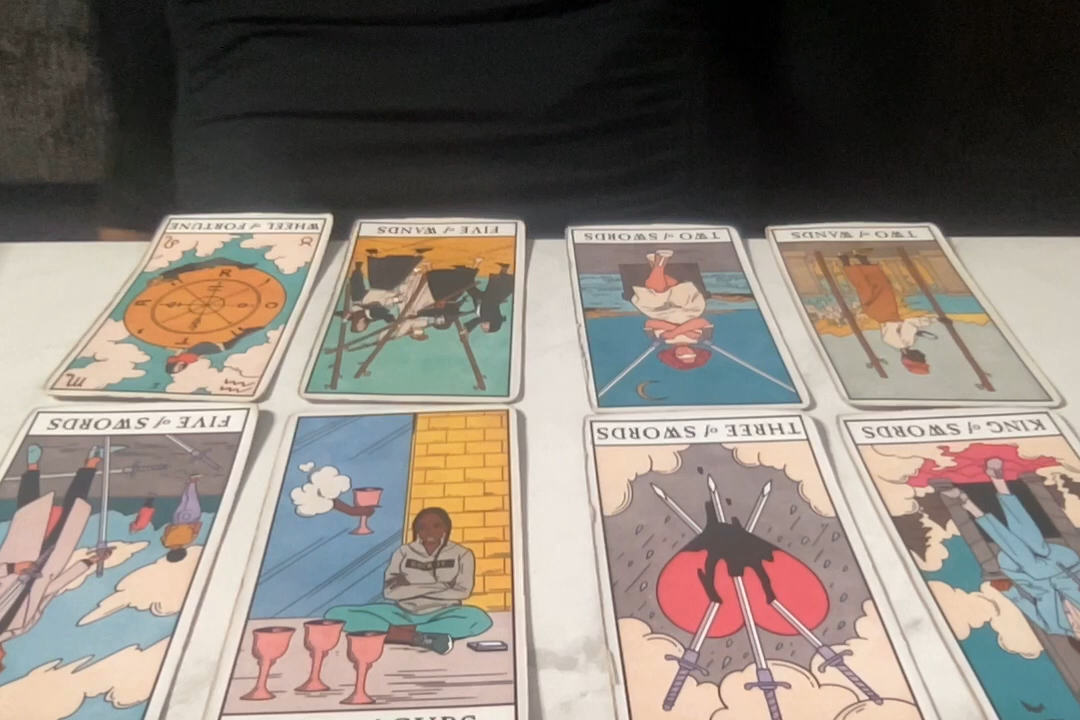 WHEEL of FORTUNE
FIVE of WANDS
TWO of SWORDS
TWO of WANDS
FIVE of SWORDS
THREE of SWORDS
KING of SWORDS
CUPS